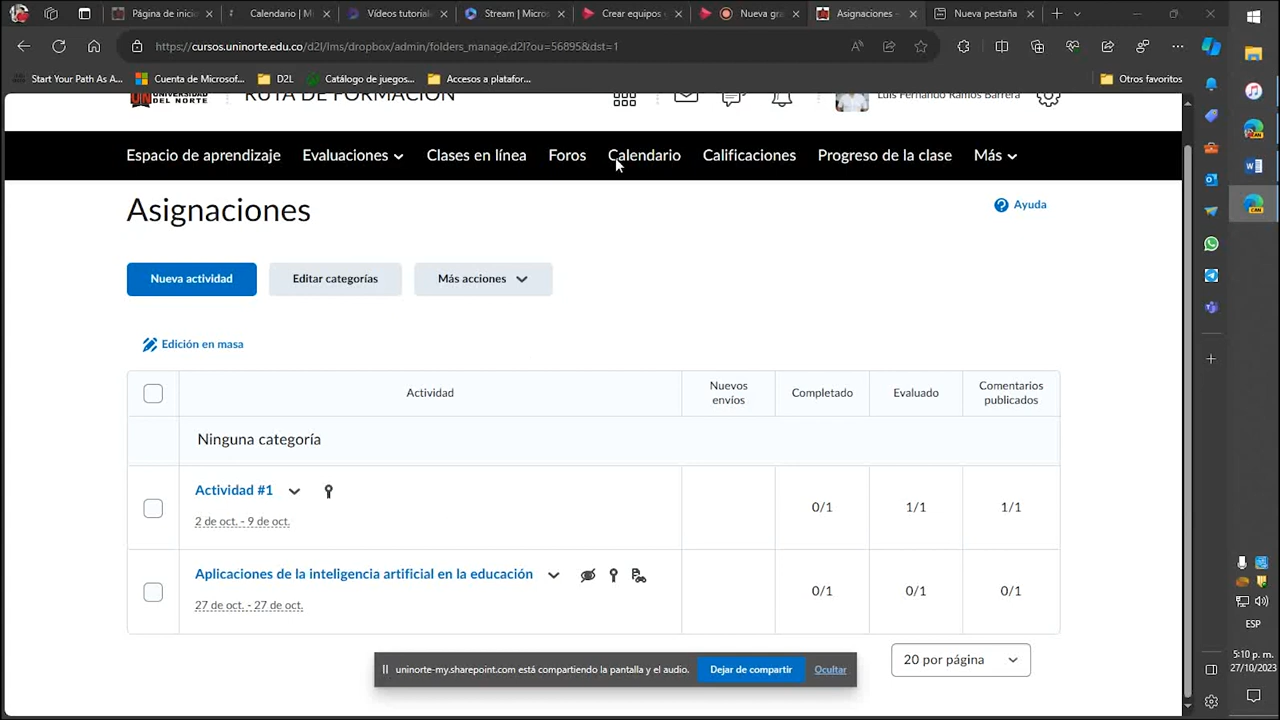 Página de inicio
Calendario | M
Vídeos tutoriale
Stream | Micros
Crear equipos y
Nueva gra
Asignaciones -
Nueva pestaña
https://cursos.uninorte.edu.co/d2l/lms/dropbox/admin/folders_manage.d2l?ou=56895&dst=1
Start Your Path As A...
Cuenta de Microsof...
D2L
Catálogo de juegos...
Accesos a platafor...
Otros favoritos
UN UNIVERSIDAD DEL NORTE
RUTA DE FORMACIÓN
Luis Fernando Ramos Barrera
Espacio de aprendizaje
Evaluaciones
Clases en línea
Foros
Calendario
Calificaciones
Progreso de la clase
Más
Asignaciones
Ayuda
Nueva actividad
Editar categorías
Más acciones
Edición en masa
Actividad
Nuevos envíos
Completado
Evaluado
Comentarios publicados
Ninguna categoría
Actividad #1
2 de oct. - 9 de oct.
0/1
1/1
1/1
Aplicaciones de la inteligencia artificial en la educación
27 de oct. - 27 de oct.
0/1
0/1
0/1
20 por página
uninorte-my.sharepoint.com está compartiendo la pantalla y el audio.
Dejar de compartir
Ocultar
ESP
5:10 p. m.
27/10/2023